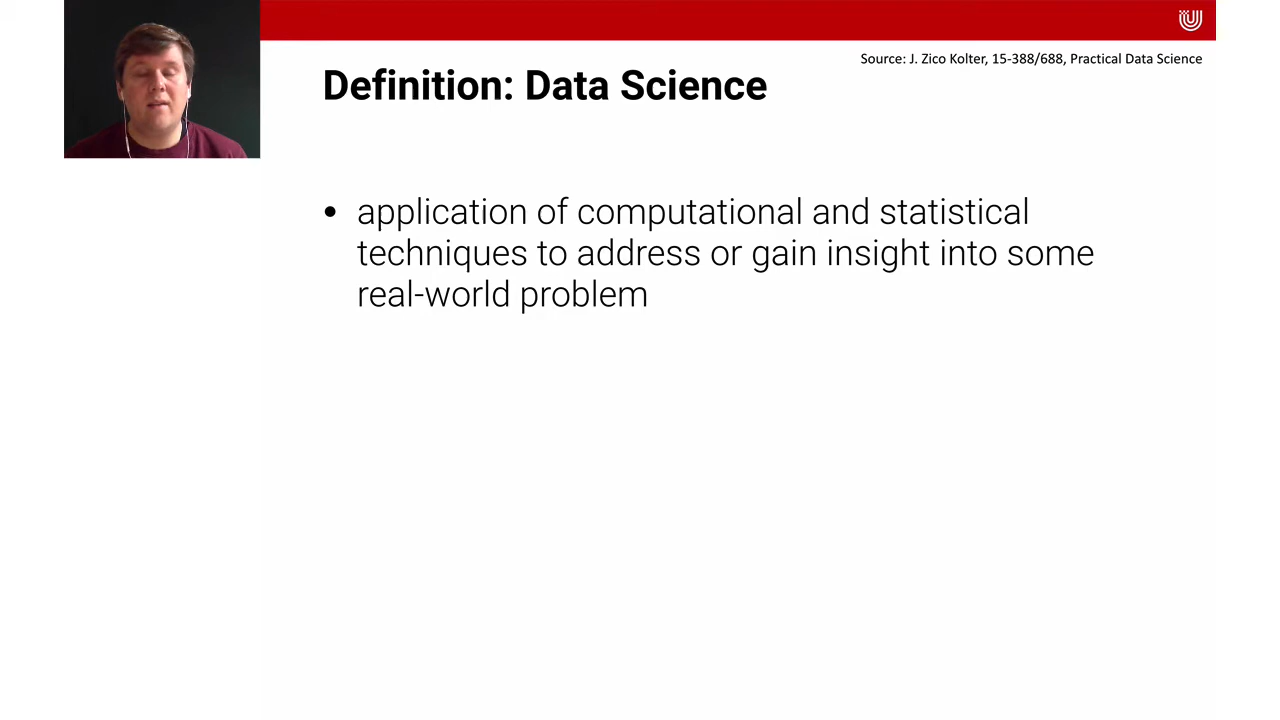 Source: J. Zico Kolter, 15-388/688, Practical Data Science
Definition: Data Science
• application of computational and statistical
techniques to address or gain insight into some
real-world problem